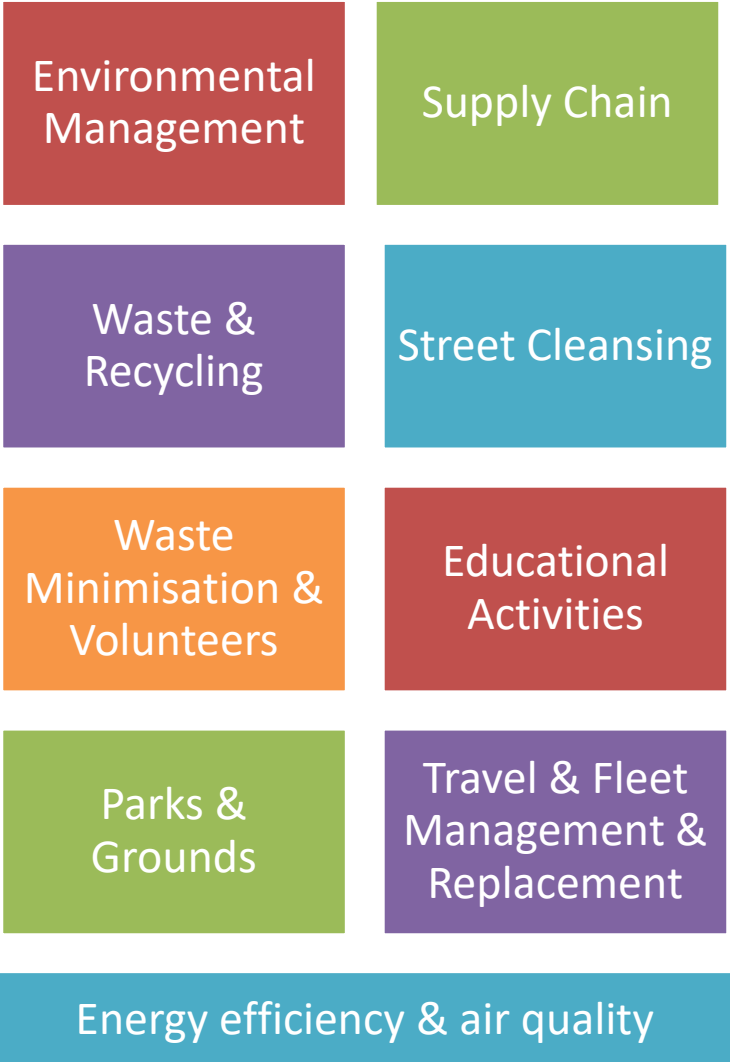 Environmental
Management
Supply Chain
Waste &
Recycling
Street Cleansing
Waste
Minimisation &
Volunteers
Educational
Activities
Parks &
Grounds
Travel & Fleet
Management &
Replacement
Energy efficiency & air quality